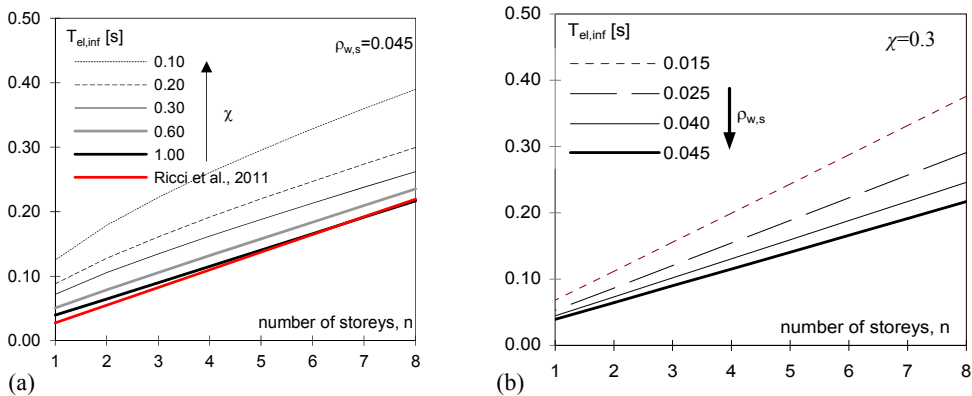 0.50
T_el,inf [s]
ρ_w,s=0.045
0.10
0.20
0.30
0.60
1.00
Ricci et al., 2011
χ
0.40
0.30
0.20
0.10
0.00
number of storeys, n
1 2 3 4 5 6 7 8
(a)
0.50
T_el,inf [s]
χ=0.3
0.015
0.025
0.040
0.045
ρ_w,s
0.40
0.30
0.20
0.10
0.00
number of storeys, n
1 2 3 4 5 6 7 8
(b)